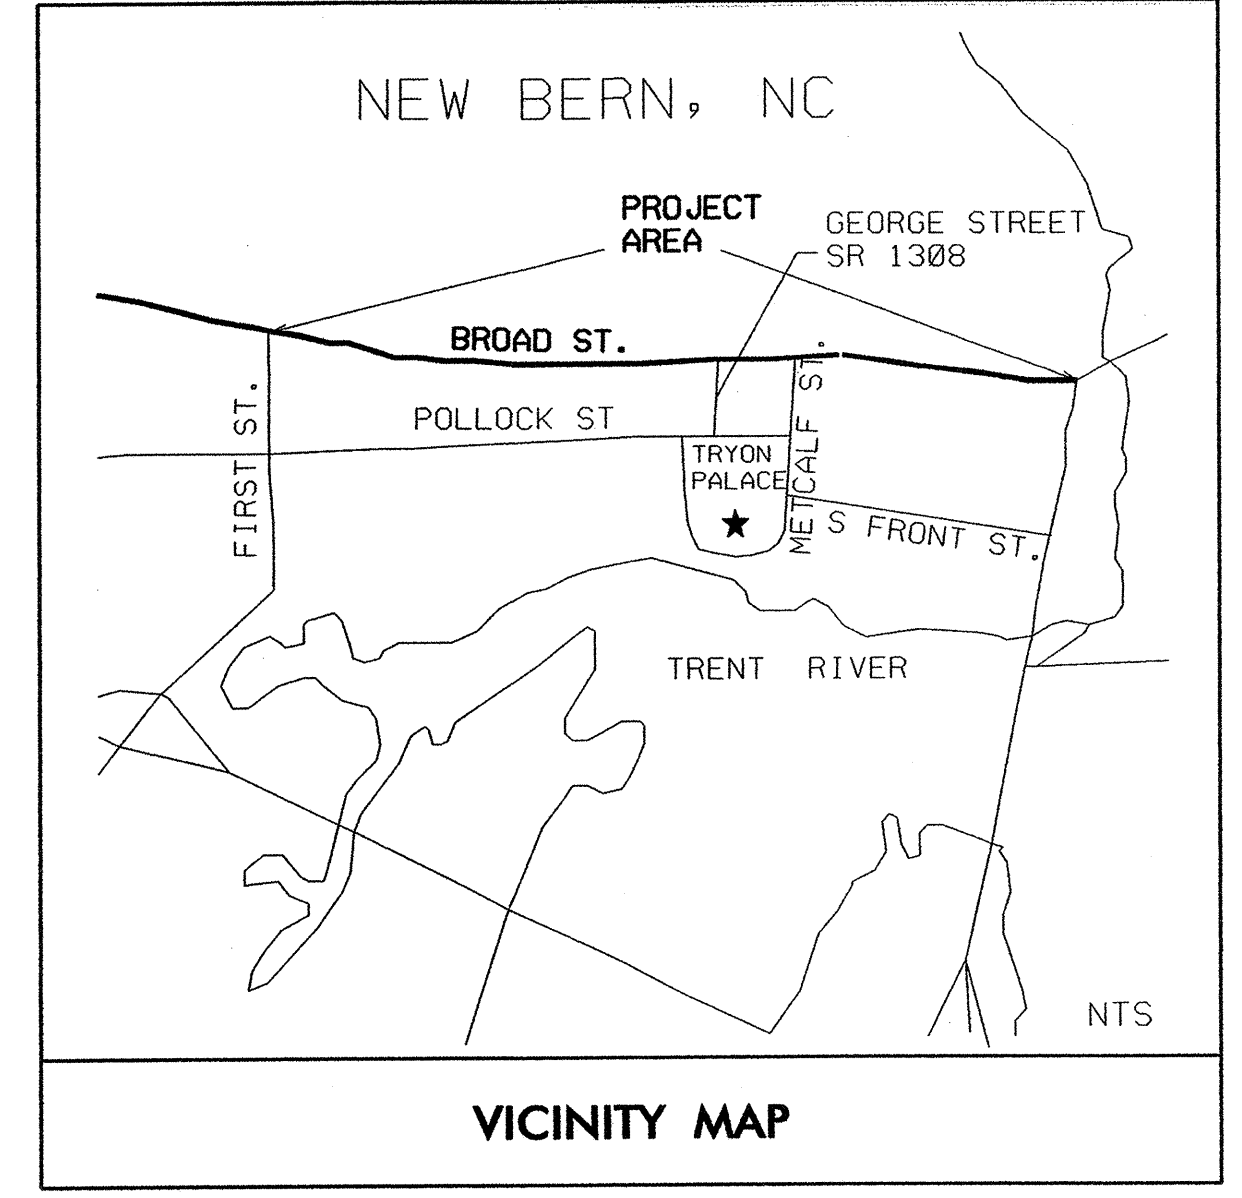 NEW BERN, NC
PROJECT
AREA
GEORGE STREET
SR 1308
BROAD ST.
POLLOCK ST
FIRST ST.
TRYON
PALACE
METCALF ST.
S FRONT ST.
TRENT RIVER
NTS
VICINITY MAP